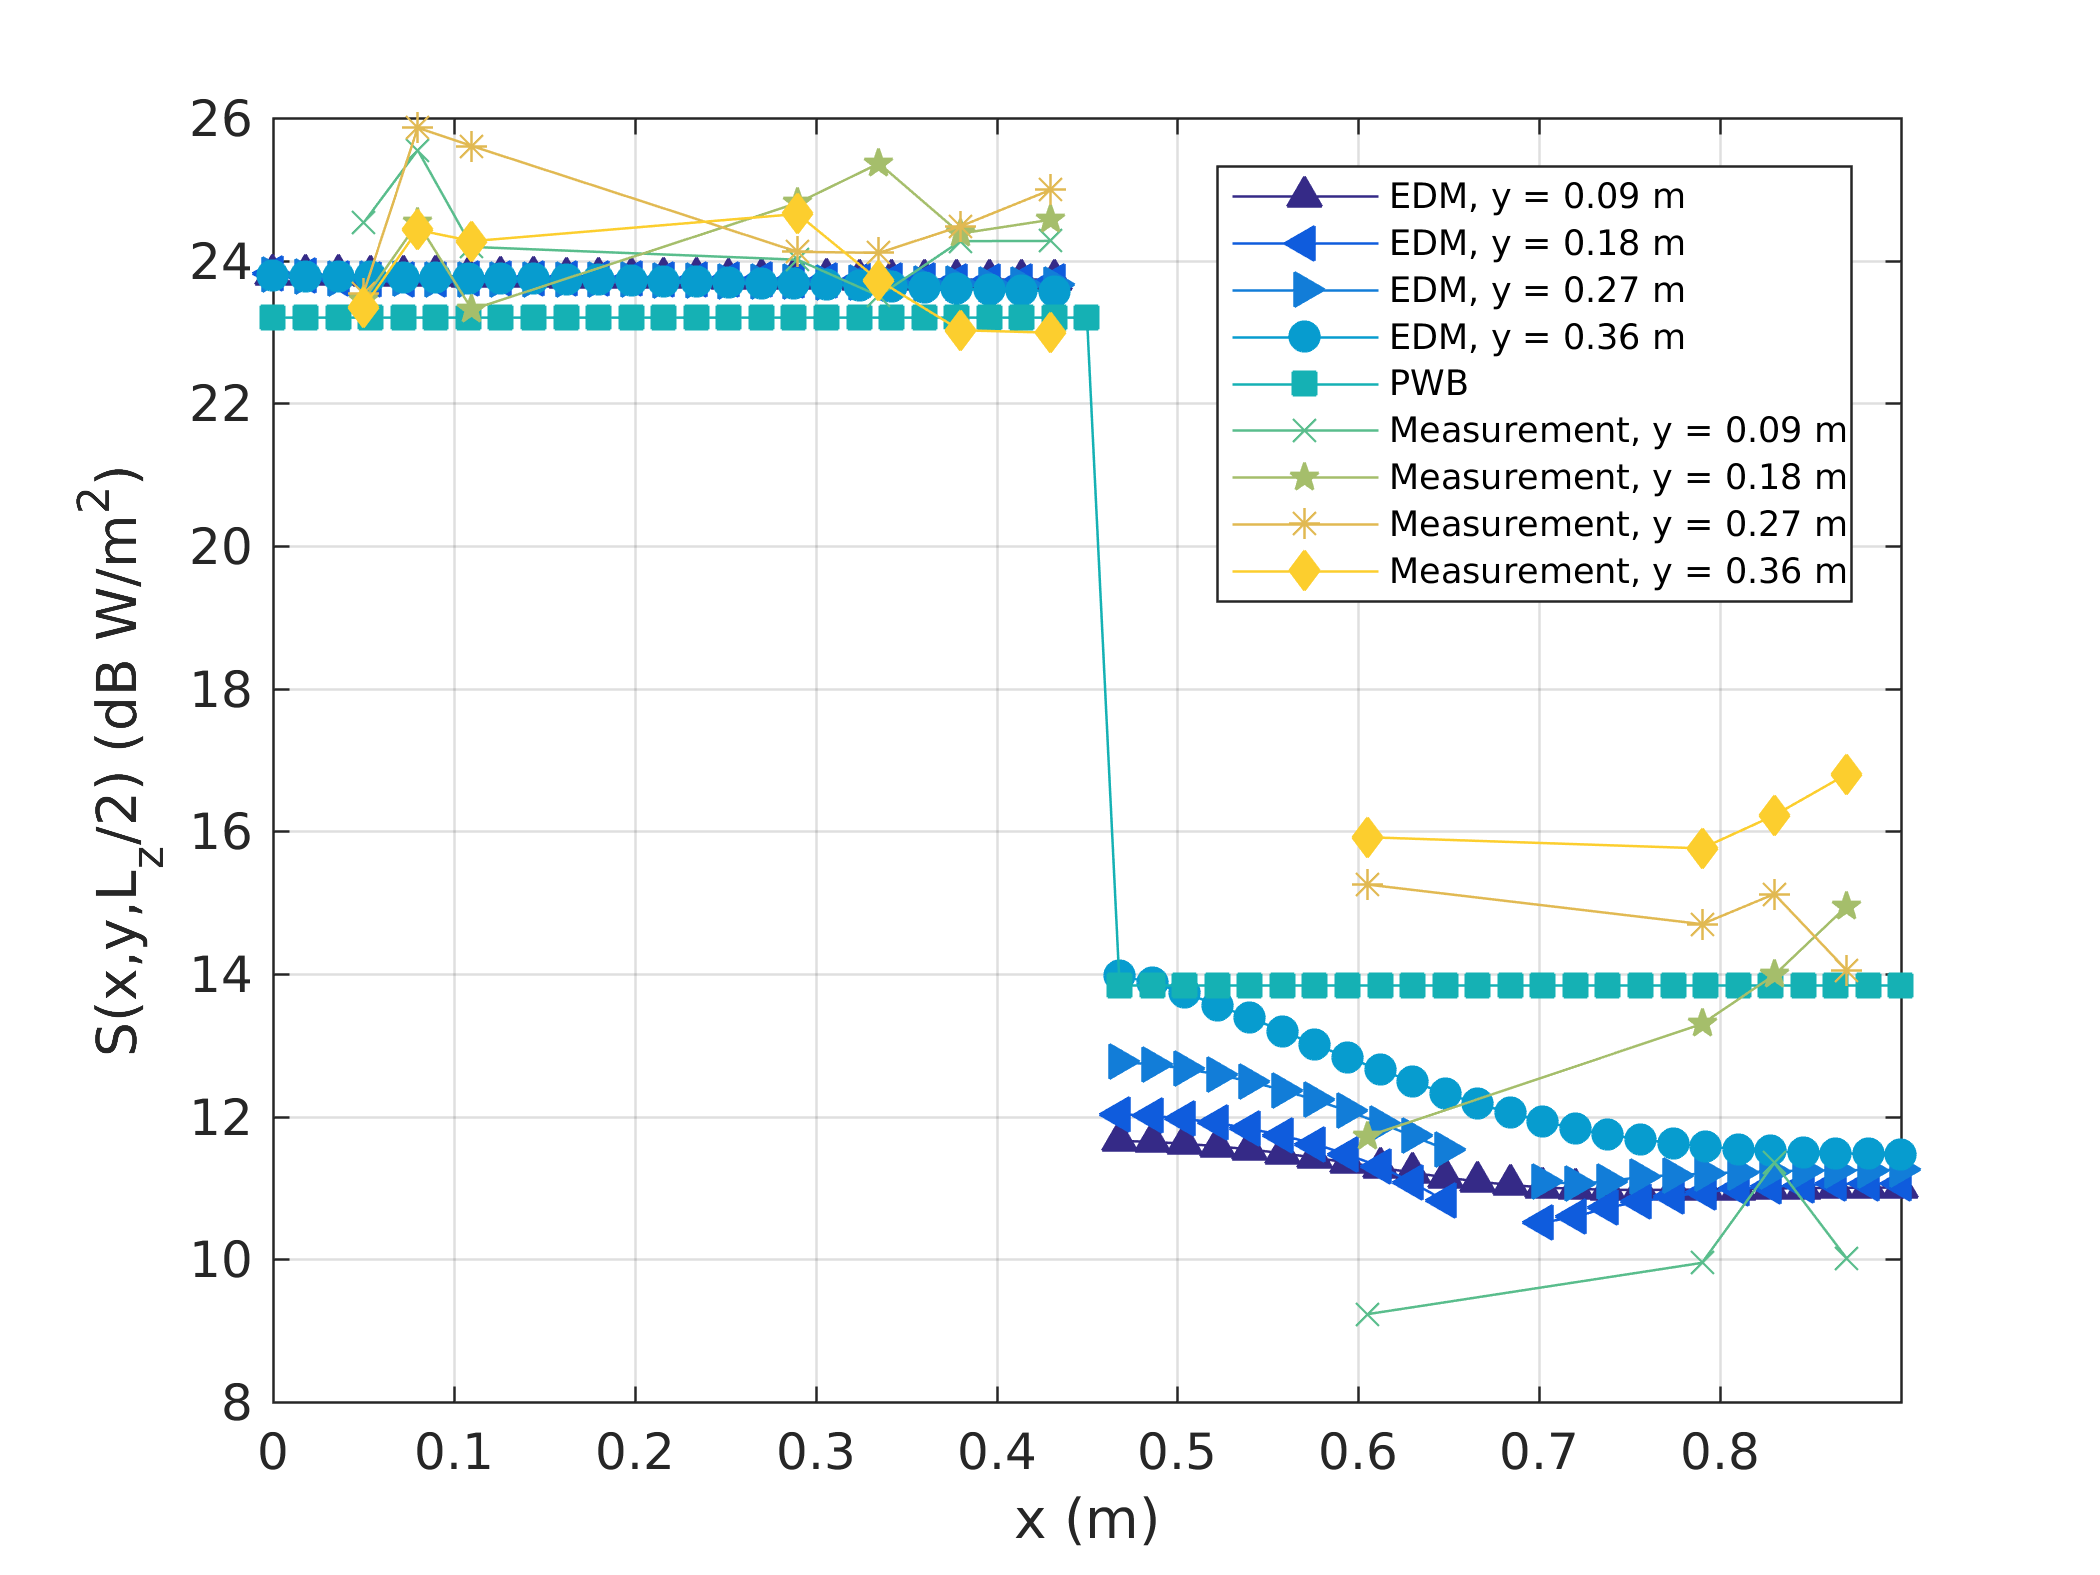 26
24
22
20
18
16
14
12
10
8
S(x,y,L_z/2) (dB W/m²)
EDM, y = 0.09 m
EDM, y = 0.18 m
EDM, y = 0.27 m
EDM, y = 0.36 m
PWB
Measurement, y = 0.09 m
Measurement, y = 0.18 m
Measurement, y = 0.27 m
Measurement, y = 0.36 m
0 0.1 0.2 0.3 0.4 0.5 0.6 0.7 0.8
x (m)